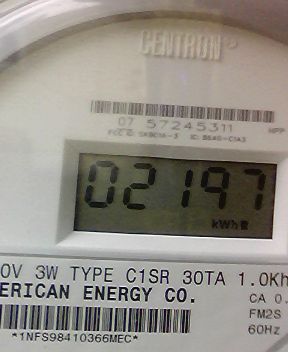 CENTRON®
07 57245311
HPP
02197
kWh
0V 3W TYPE C1SR 30TA 1.0Kh
ERICAN ENERGY CO.
CA 0.
FM2S
60Hz
*1NFS98410366MEC*